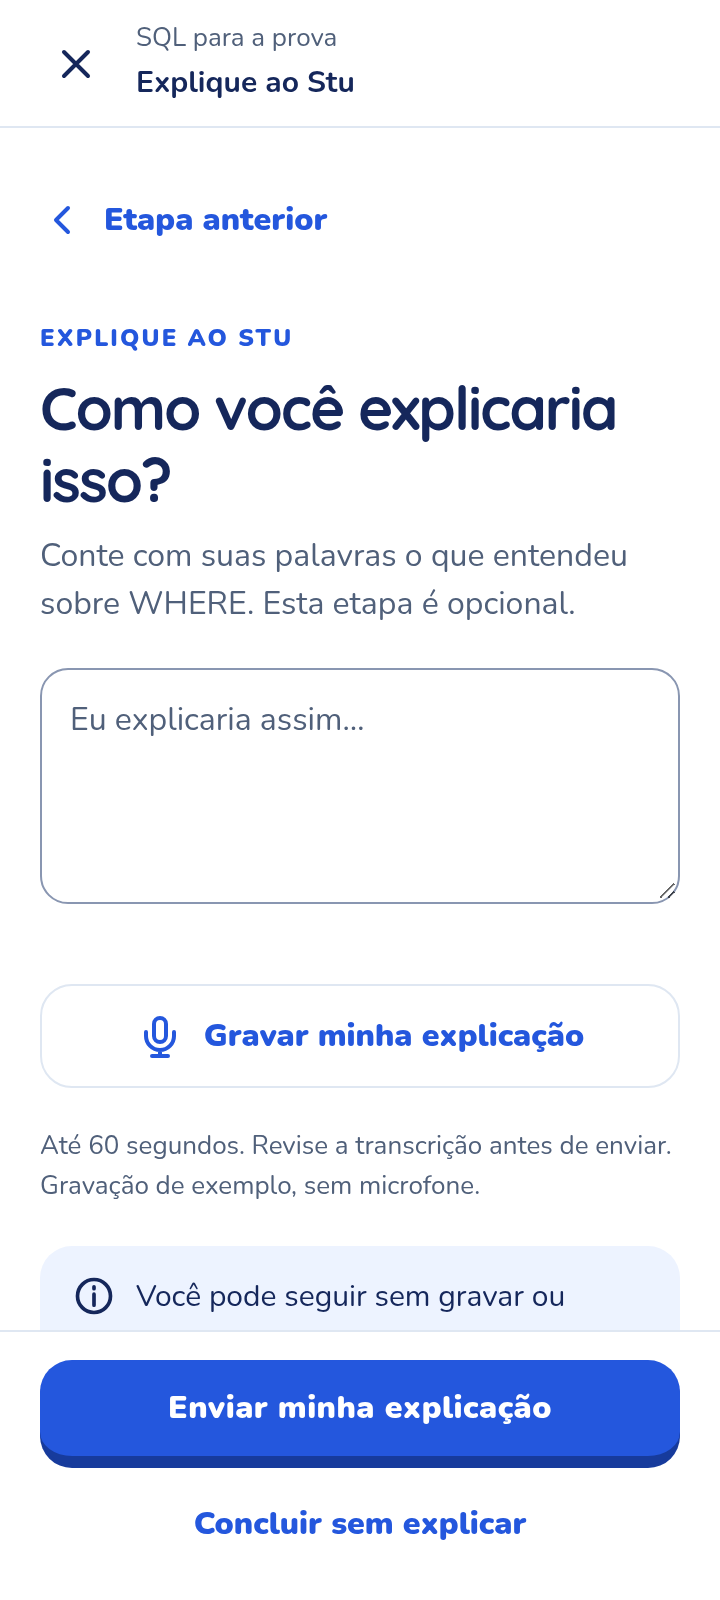 SQL para a prova
Explique ao Stu
Etapa anterior
EXPLIQUE AO STU
Como você explicaria
isso?
Conte com suas palavras o que entendeu
sobre WHERE. Esta etapa é opcional.
Eu explicaria assim...
Gravar minha explicação
Até 60 segundos. Revise a transcrição antes de enviar.
Gravação de exemplo, sem microfone.
Você pode seguir sem gravar ou
Enviar minha explicação
Concluir sem explicar